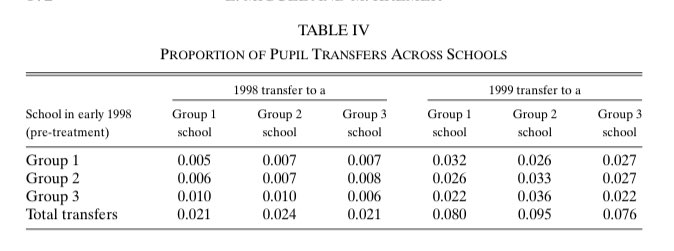 TABLE IV
PROPORTION OF PUPIL TRANSFERS ACROSS SCHOOLS
1998 transfer to a 1999 transfer to a
School in early 1998 Group 1 Group 2 Group 3 Group 1 Group 2 Group 3
(pre-treatment) school school school school school school
Group 1 0.005 0.007 0.007 0.032 0.026 0.027
Group 2 0.006 0.007 0.008 0.026 0.033 0.027
Group 3 0.010 0.010 0.006 0.022 0.036 0.022
Total transfers 0.021 0.024 0.021 0.080 0.095 0.076